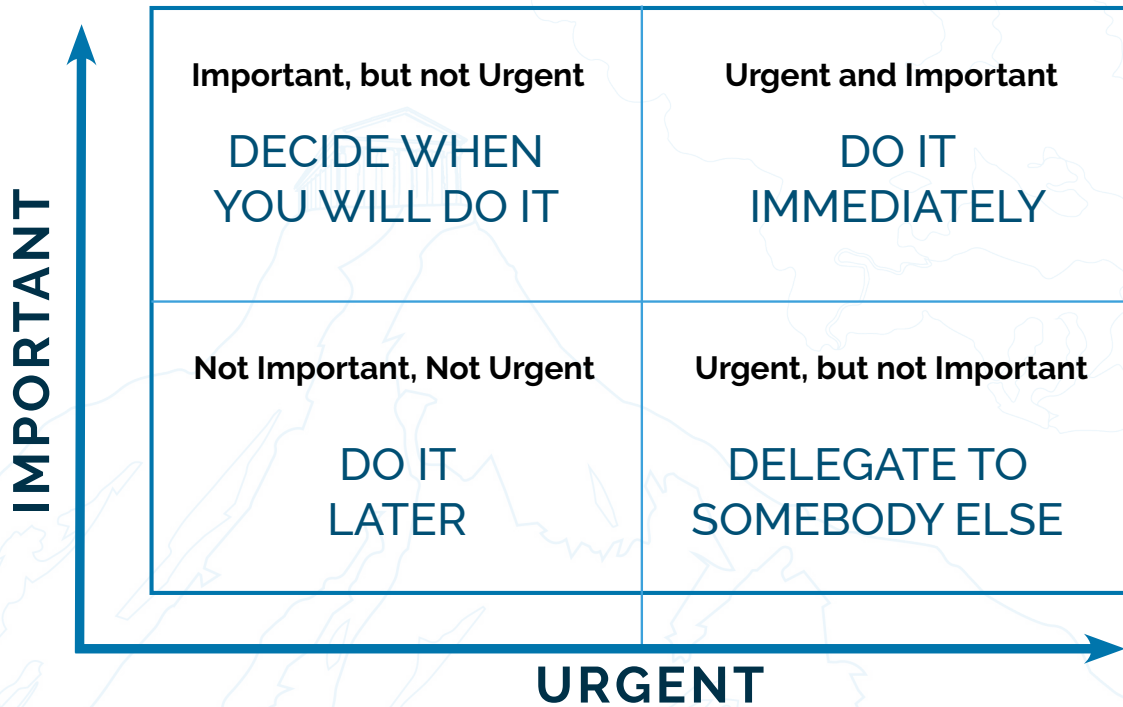 IMPORTANT
Important, but not Urgent
DECIDE WHEN
YOU WILL DO IT
Urgent and Important
DO IT
IMMEDIATELY
Not Important, Not Urgent
DO IT
LATER
Urgent, but not Important
DELEGATE TO
SOMEBODY ELSE
URGENT